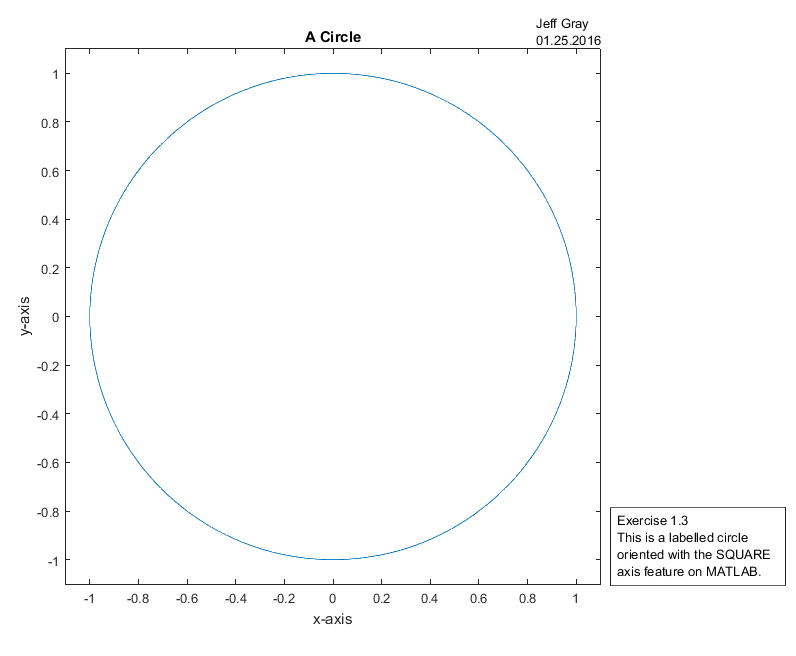 Jeff Gray
01.25.2016
A Circle
1
0.8
0.6
0.4
0.2
0
-0.2
-0.4
-0.6
-0.8
-1
y-axis
-1 -0.8 -0.6 -0.4 -0.2 0 0.2 0.4 0.6 0.8 1
x-axis
Exercise 1.3
This is a labelled circle
oriented with the SQUARE
axis feature on MATLAB.